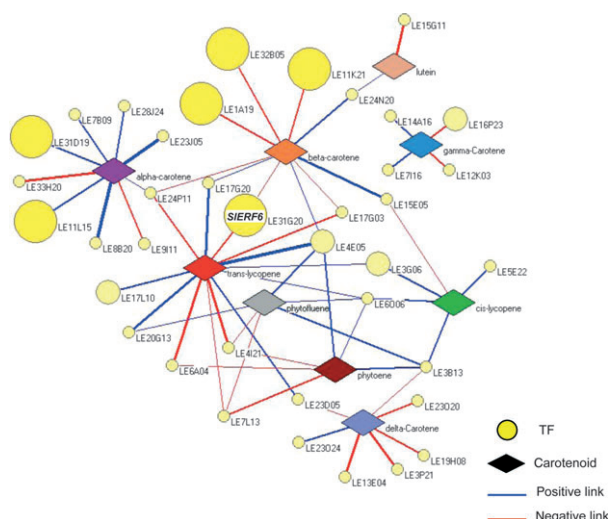 LE15G11
LE32B05
lutein
LE11K21
LE1A19
LE24N20
LE28J24
LE7B09
LE14A16
LE16P23
LE31D19
LE23J05
beta-carotene
gamma-Carotene
alpha-carotene
LE33H20
LE17G20
LE7I16
LE12K03
LE24P11
LE15E05
SlERF6
LE17G03
LE11L15
LE31G20
LE8B20
LE9I11
LE4E05
LE3G06
LE5E22
trans-lycopene
LE17L10
phytofluene
LE6O06
cis-lycopene
LE20G13
LE4I21
LE6A04
phytoene
LE3B13
LE23D05
LE23O20
LE7L13
delta-Carotene
LE23O24
LE19H08
LE13E04
LE3P21
TF
Carotenoid
Positive link
Negative link